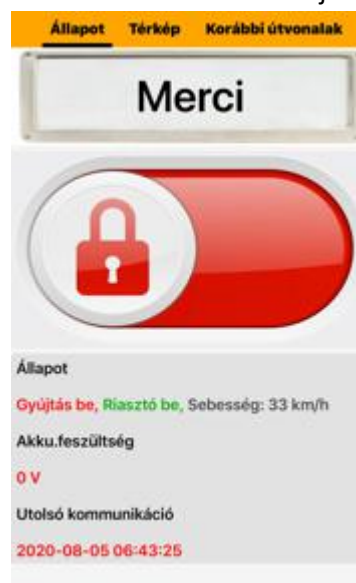 Állapot Térkép Korábbi útvonalak
Merci
Állapot
Gyújtás be, Riasztó be, Sebesség: 33 km/h
Akku.feszültség
0 V
Utolsó kommunikáció
2020-08-05 06:43:25